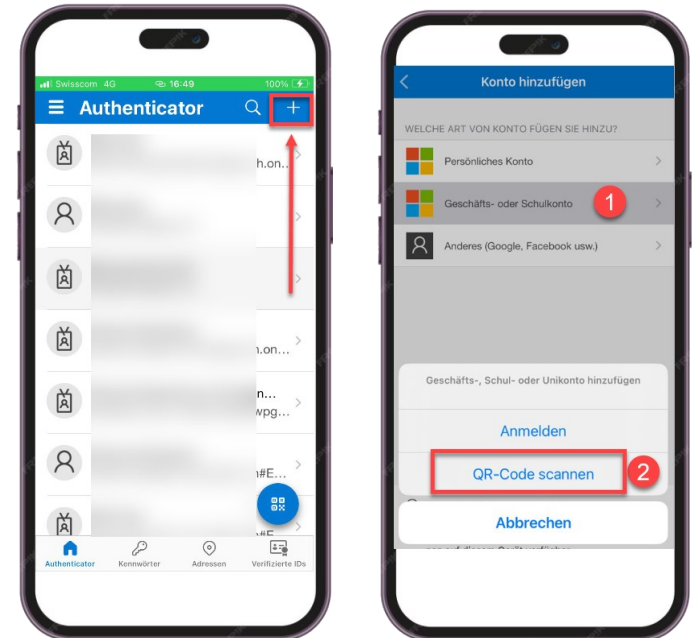 Swisscom 4G 16:49 100%
Authenticator
h.on...
h.on...
n...
wpg...
n#E...
Authenticator Kennwörter Adressen Verifizierte IDs
Konto hinzufügen
WELCHE ART VON KONTO FÜGEN SIE HINZU?
Persönliches Konto
Geschäfts- oder Schulkonto 1
Anderes (Google, Facebook usw.)
Geschäfts-, Schul- oder Unikonto hinzufügen
Anmelden
QR-Code scannen 2
Abbrechen